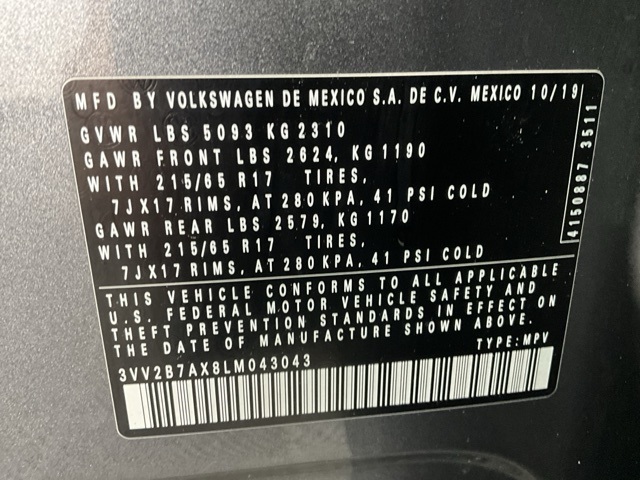 MFD BY VOLKSWAGEN DE MEXICO S.A. DE C.V. MEXICO 10/19
GVWR LBS 5093 KG 2310
GAWR FRONT LBS 2624, KG 1190
WITH 215/65 R17 TIRES,
7JX17 RIMS, AT 280 KPA, 41 PSI COLD
GAWR REAR LBS 2579, KG 1170
WITH 215/65 R17 TIRES,
7JX17 RIMS, AT 280 KPA, 41 PSI COLD
4150887 3511
THIS VEHICLE CONFORMS TO ALL APPLICABLE
U.S. FEDERAL MOTOR VEHICLE SAFETY AND
THEFT PREVENTION STANDARDS IN EFFECT ON
THE DATE OF MANUFACTURE SHOWN ABOVE.
3VV2B7AX8LM043043 TYPE: MPV